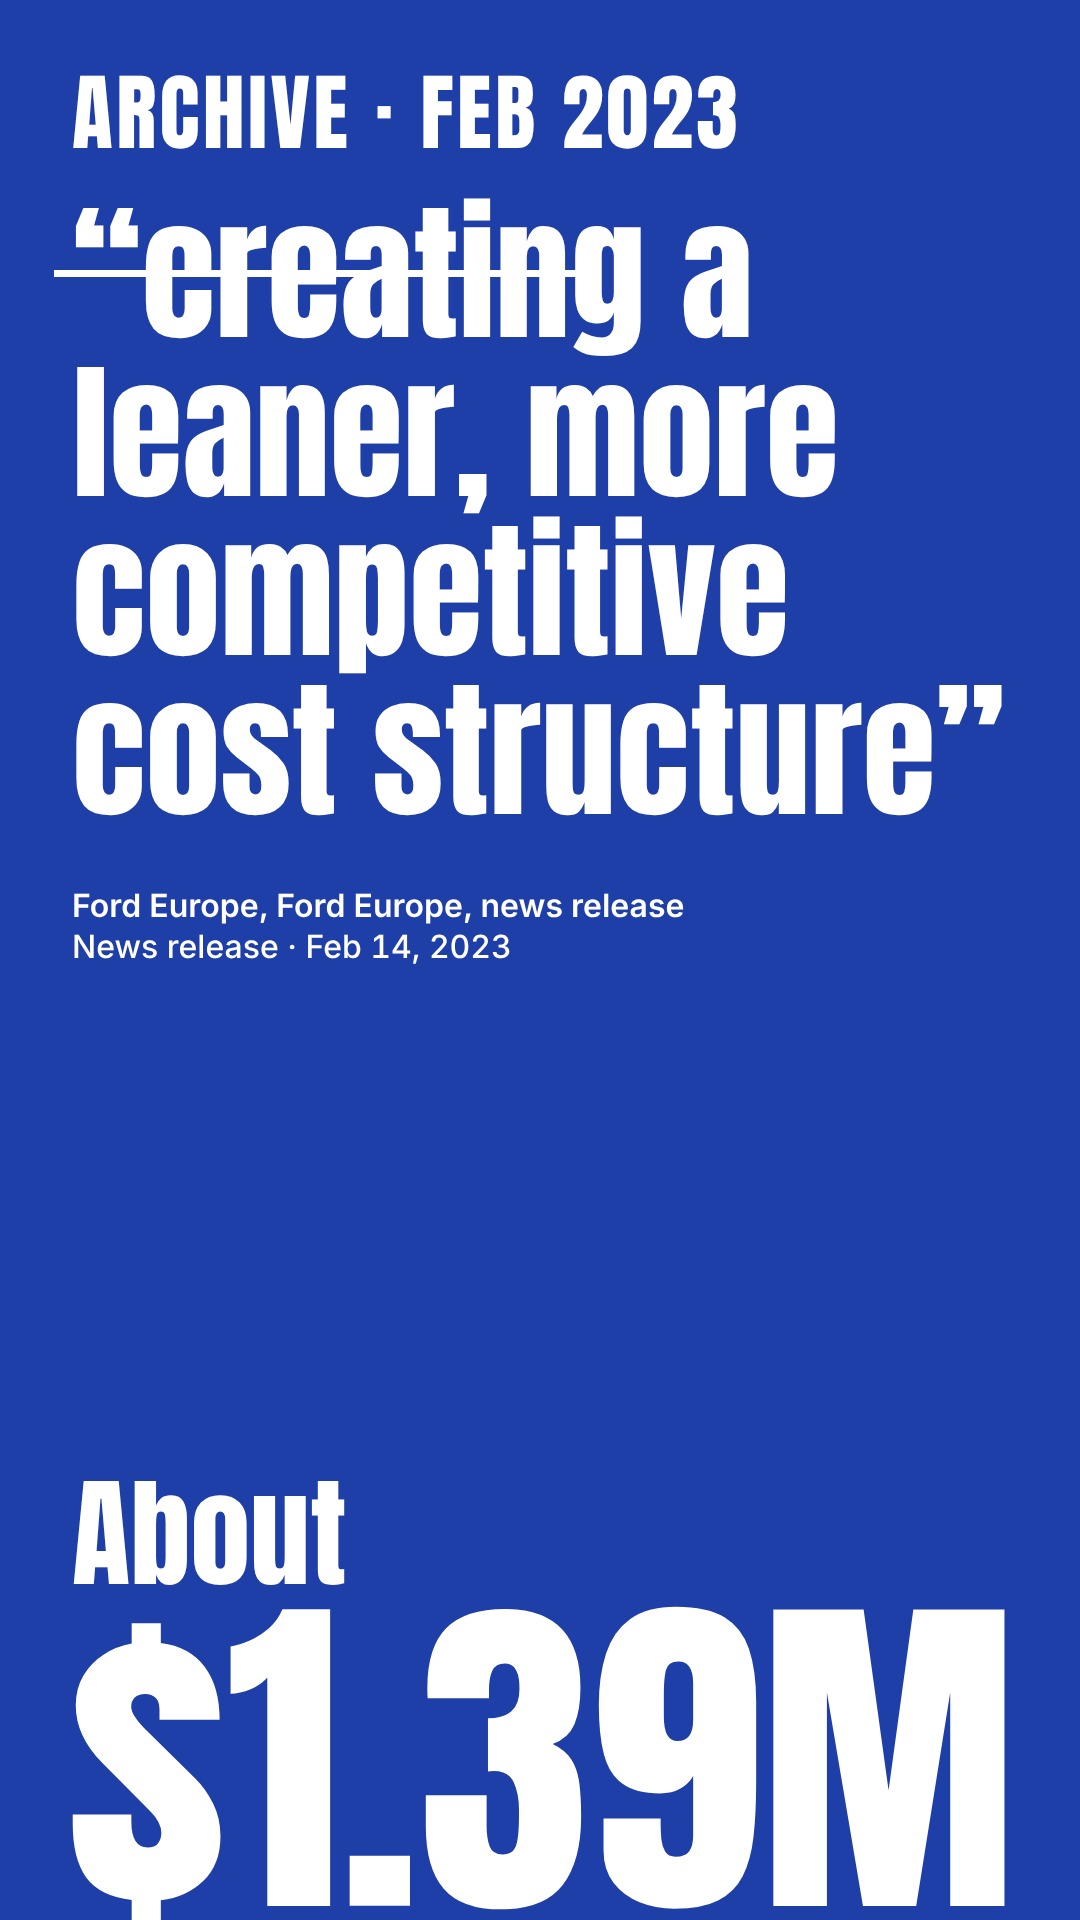 ARCHIVE · FEB 2023
“creating a
leaner, more
competitive
cost structure”
Ford Europe, Ford Europe, news release
News release · Feb 14, 2023
About
$1.39M